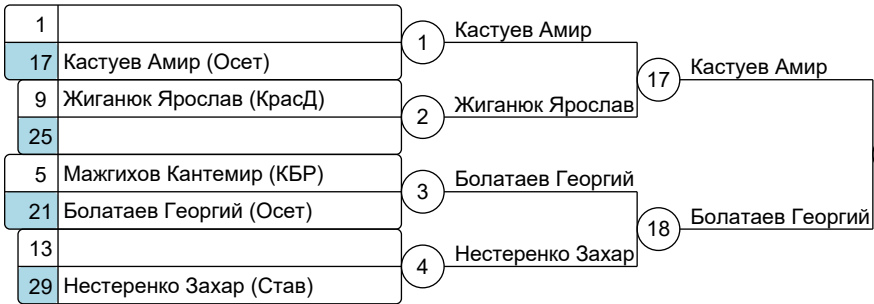 1
17 Кастуев Амир (Осет)
1
Кастуев Амир
9 Жиганюк Ярослав (КрасД)
25
2
Жиганюк Ярослав
17
Кастуев Амир
5 Мажгихов Кантемир (КБР)
21 Болатаев Георгий (Осет)
3
Болатаев Георгий
13
29 Нестеренко Захар (Став)
4
Нестеренко Захар
18
Болатаев Георгий